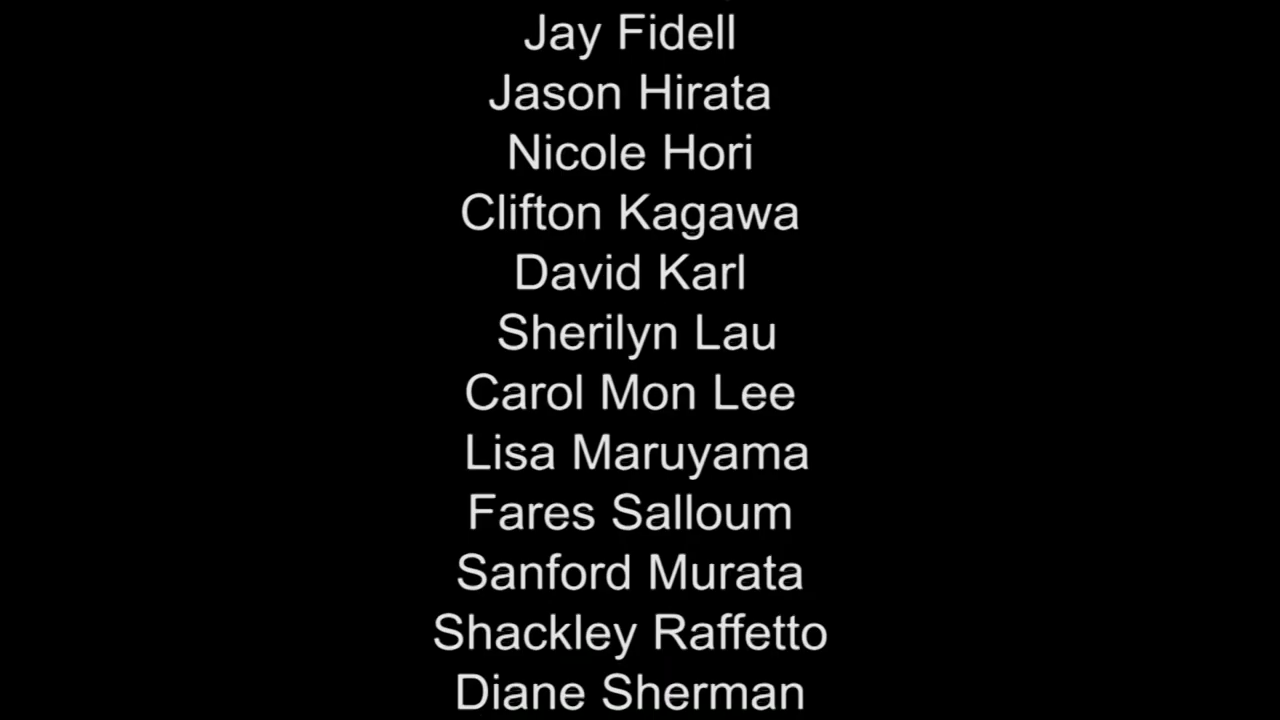 Jay Fidell
Jason Hirata
Nicole Hori
Clifton Kagawa
David Karl
Sherilyn Lau
Carol Mon Lee
Lisa Maruyama
Fares Salloum
Sanford Murata
Shackley Raffetto
Diane Sherman